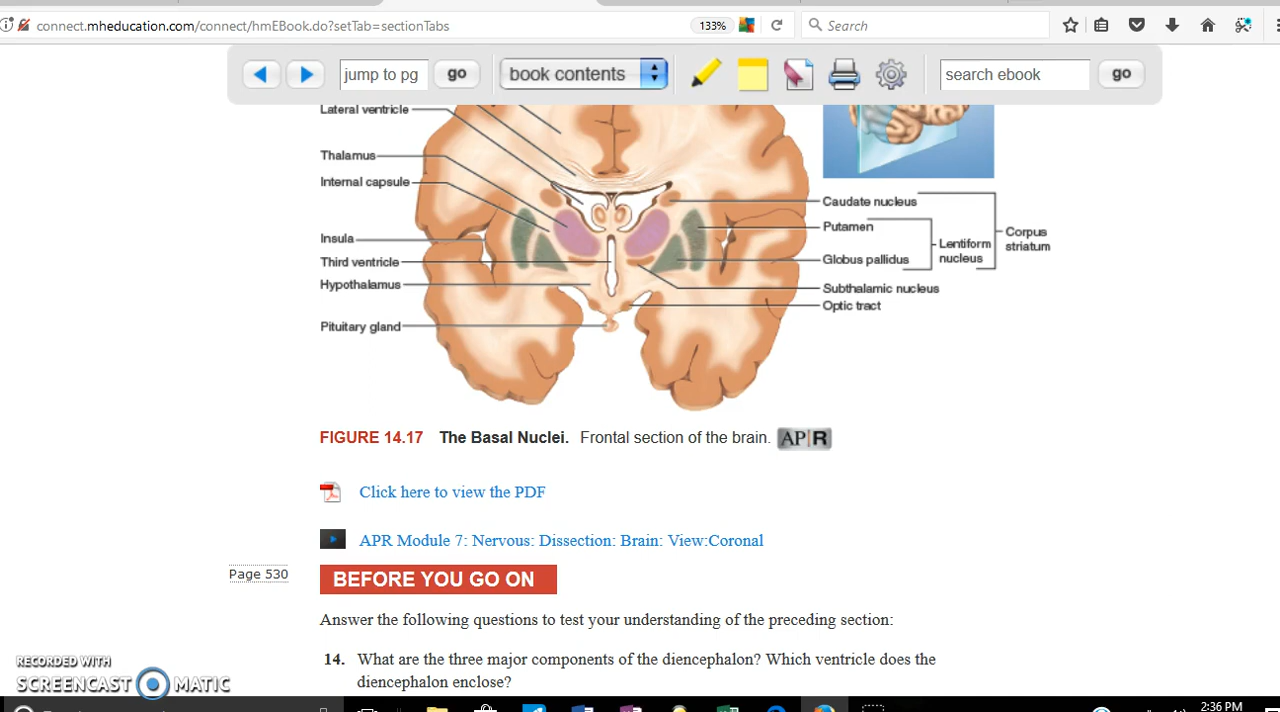 connect.mheducation.com/connect/hmEBook.do?setTab=sectionTabs
133%
Search
jump to pg
go
book contents
search ebook
go
Lateral ventricle
Thalamus
Internal capsule
Insula
Third ventricle
Hypothalamus
Pituitary gland
Caudate nucleus
Putamen
Globus pallidus
Lentiform
nucleus
Corpus
striatum
Subthalamic nucleus
Optic tract
FIGURE 14.17 The Basal Nuclei. Frontal section of the brain. AP|R
Click here to view the PDF
APR Module 7: Nervous: Dissection: Brain: View:Coronal
Page 530
BEFORE YOU GO ON
Answer the following questions to test your understanding of the preceding section:
14. What are the three major components of the diencephalon? Which ventricle does the
diencephalon enclose?
RECORDED WITH
SCREENCAST MATIC
2:36 PM